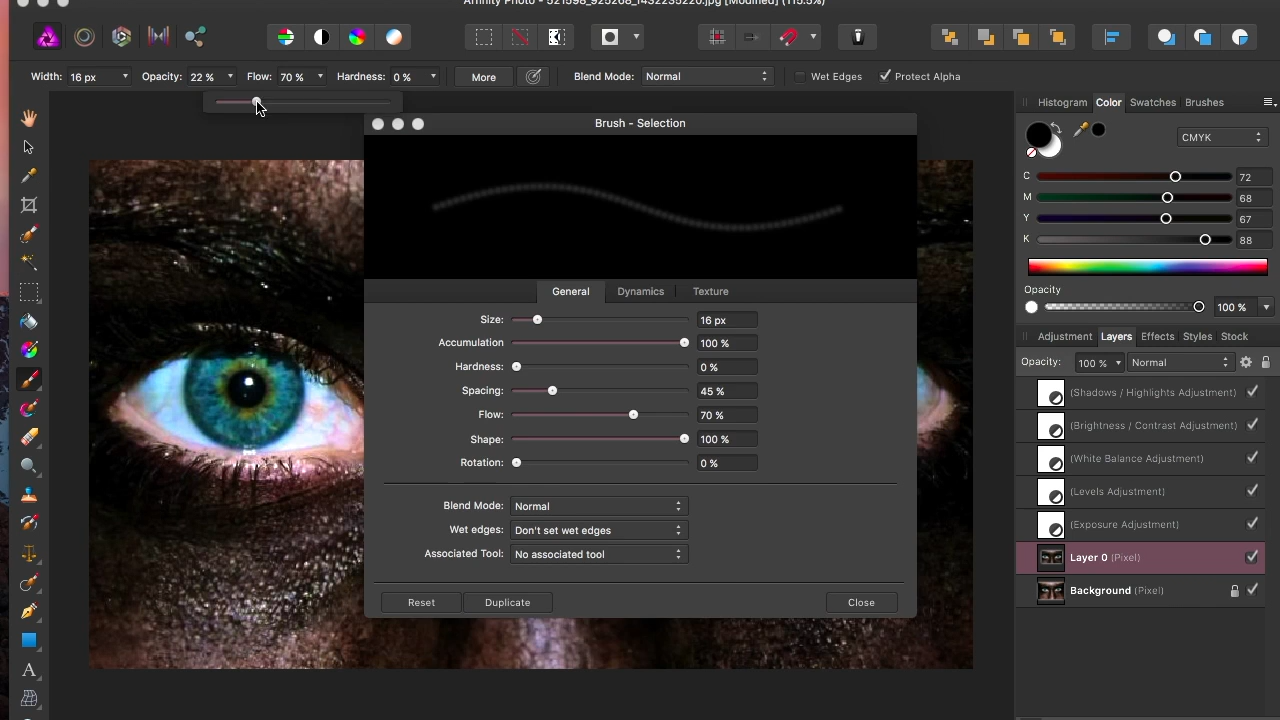 Affinity Photo - 521598_925268_1432235220.jpg [Modified] (115.5%)
Width: 16 px Opacity: 22 % Flow: 70 % Hardness: 0 % More Blend Mode: Normal Wet Edges Protect Alpha
Brush - Selection
General Dynamics Texture
Size: 16 px
Accumulation 100 %
Hardness: 0 %
Spacing: 45 %
Flow: 70 %
Shape: 100 %
Rotation: 0 %
Blend Mode: Normal
Wet edges: Don't set wet edges
Associated Tool: No associated tool
Reset Duplicate Close
Histogram Color Swatches Brushes
CMYK
C 72
M 68
Y 67
K 88
Opacity
100 %
Adjustment Layers Effects Styles Stock
Opacity: 100 % Normal
(Shadows / Highlights Adjustment)
(Brightness / Contrast Adjustment)
(White Balance Adjustment)
(Levels Adjustment)
(Exposure Adjustment)
Layer 0 (Pixel)
Background (Pixel)
A